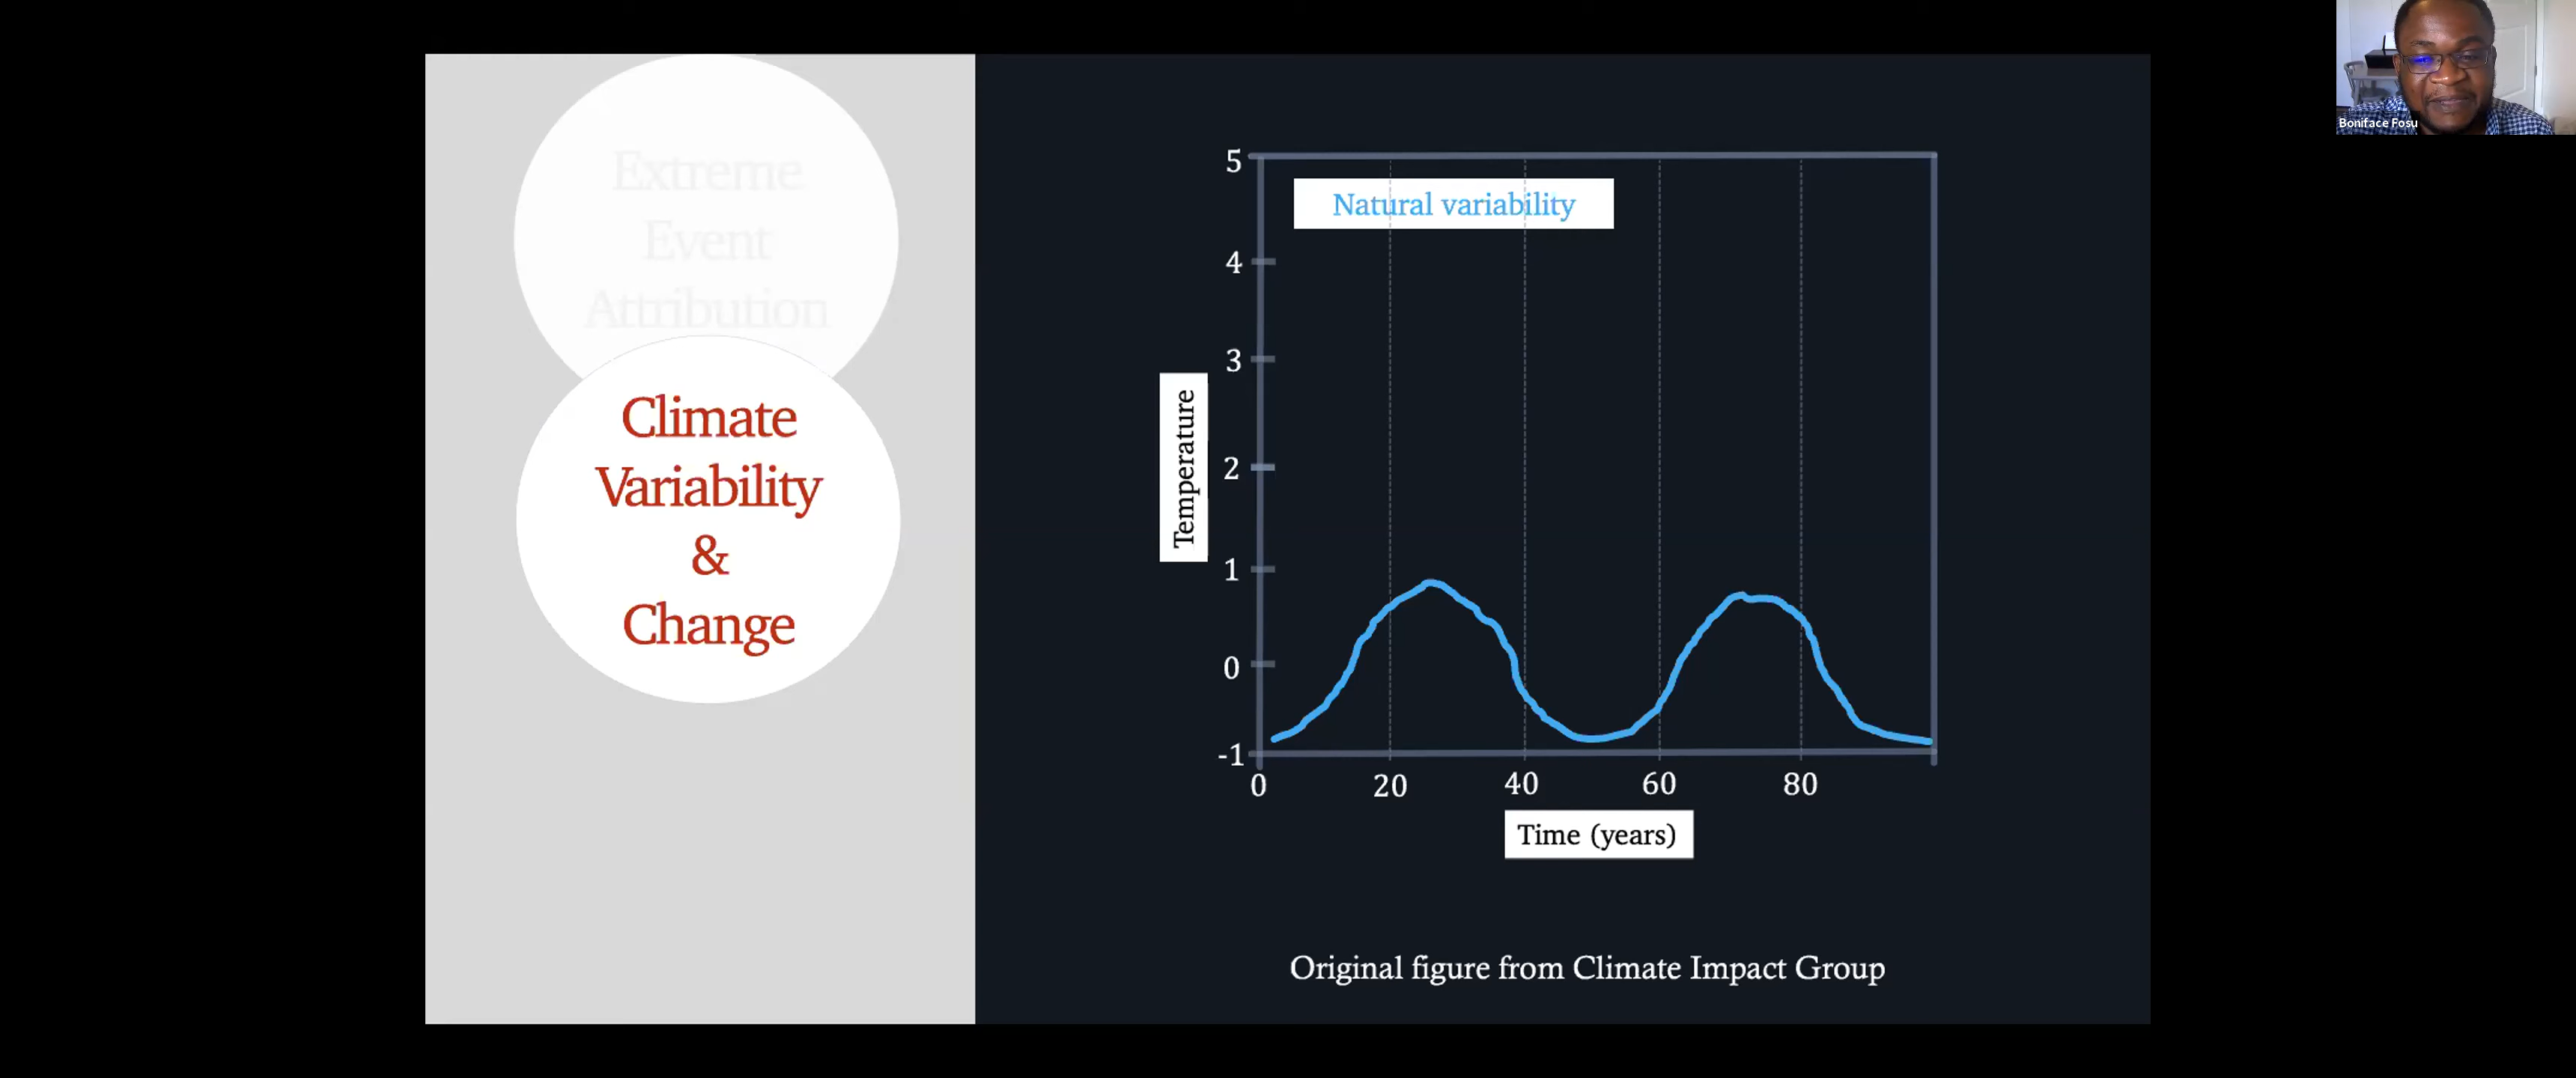 Extreme
Event
Attribution
Climate
Variability
&
Change
Natural variability
Temperature
5
4
3
2
1
0
-1
0 20 40 60 80
Time (years)
Original figure from Climate Impact Group
Boniface Fosu